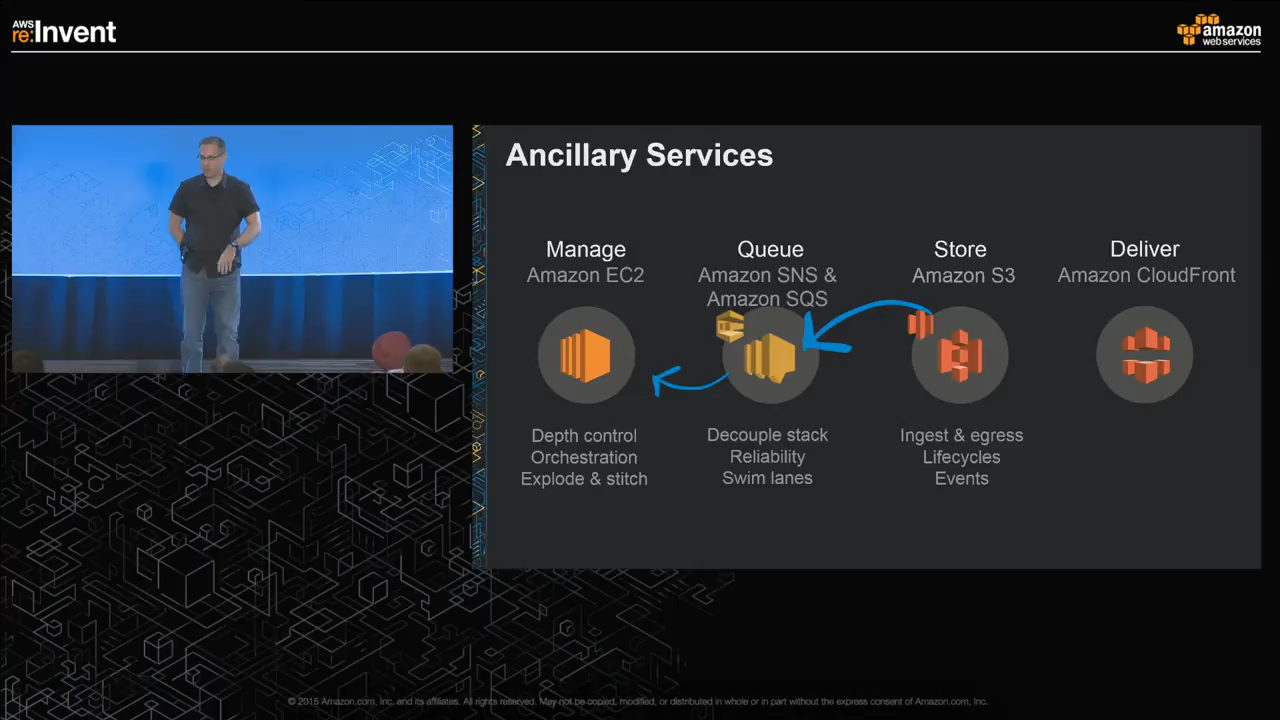 AWS
re:Invent
amazon
web services
Ancillary Services
Manage
Amazon EC2
Depth control
Orchestration
Explode & stitch
Queue
Amazon SNS &
Amazon SQS
Decouple stack
Reliability
Swim lanes
Store
Amazon S3
Ingest & egress
Lifecycles
Events
Deliver
Amazon CloudFront
© 2015 Amazon.com, Inc. and its affiliates. All rights reserved. May not be copied, modified, or distributed in whole or in part without the express consent of Amazon.com, Inc.